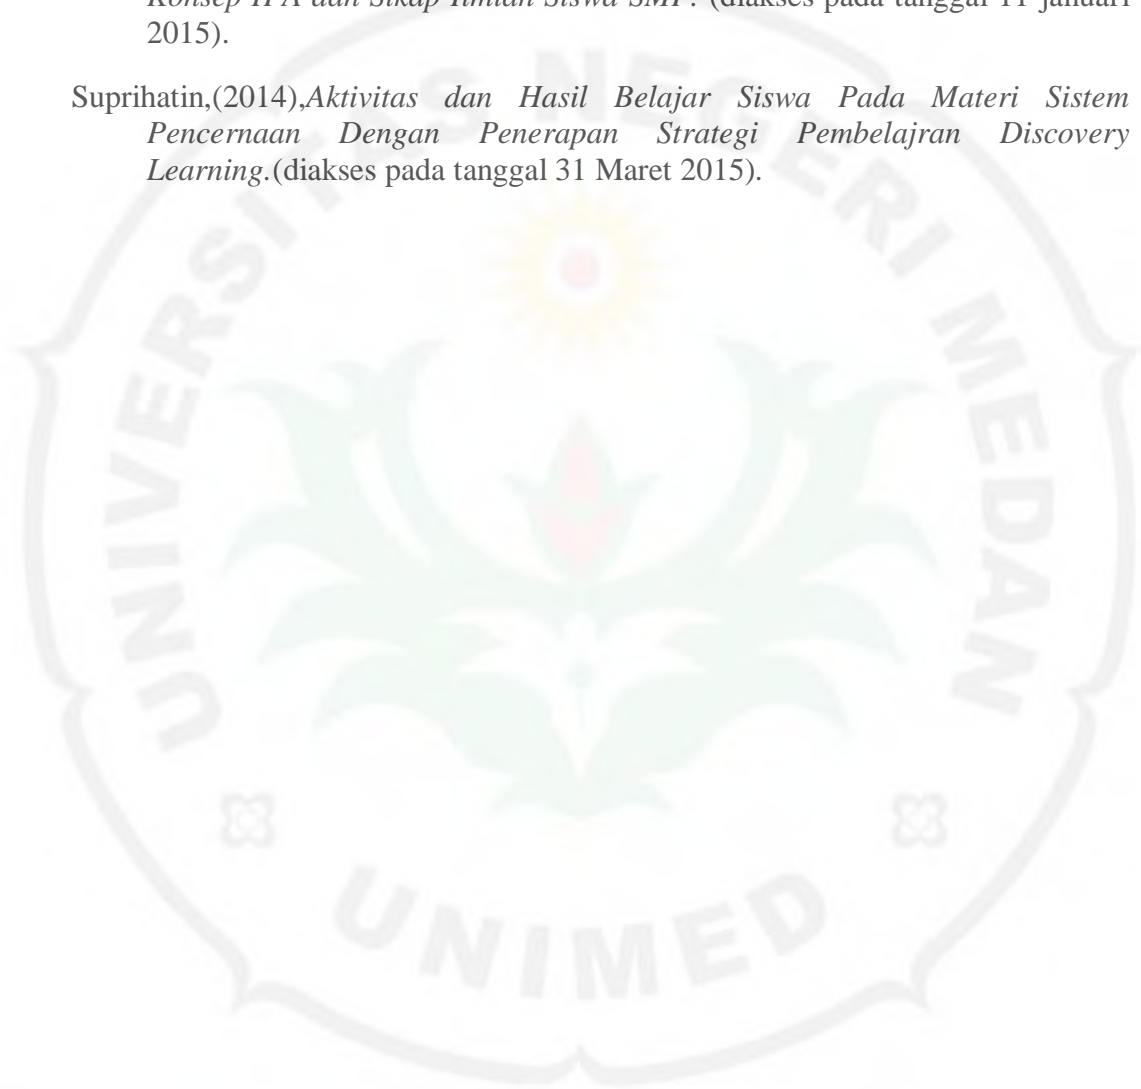 Konsep IPA dan Sikap Ilmiah Siswa SMP. (diakses pada tanggal 11 januari
2015).
Suprihatin,(2014),Aktivitas dan Hasil Belajar Siswa Pada Materi Sistem
Pencernaan Dengan Penerapan Strategi Pembelajran Discovery
Learning.(diakses pada tanggal 31 Maret 2015).
UNIVERSITAS NEGERI MEDAN
UNIMED